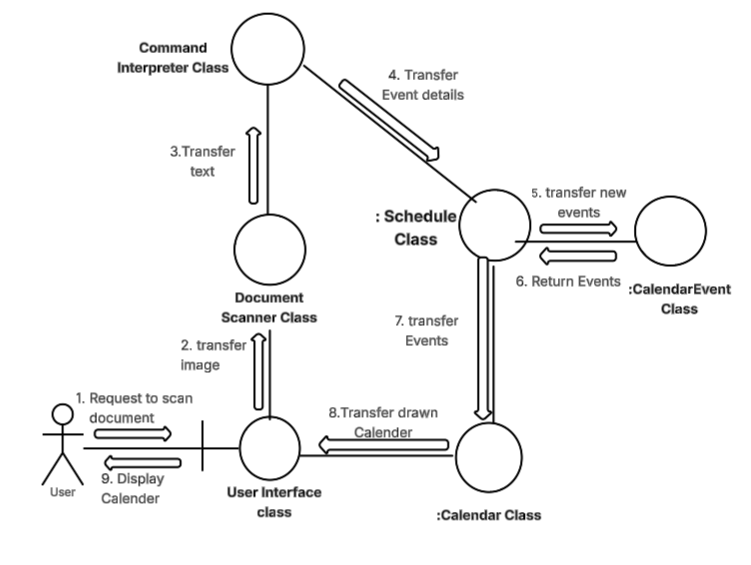 Command
Interpreter Class
4. Transfer
Event details
3.Transfer
text
5. transfer new
events
: Schedule
Class
6. Return Events
:CalendarEvent
Class
Document
Scanner Class
7. transfer
Events
2. transfer
image
1. Request to scan
document
8.Transfer drawn
Calender
9. Display
Calender
User
User Interface
class
:Calendar Class